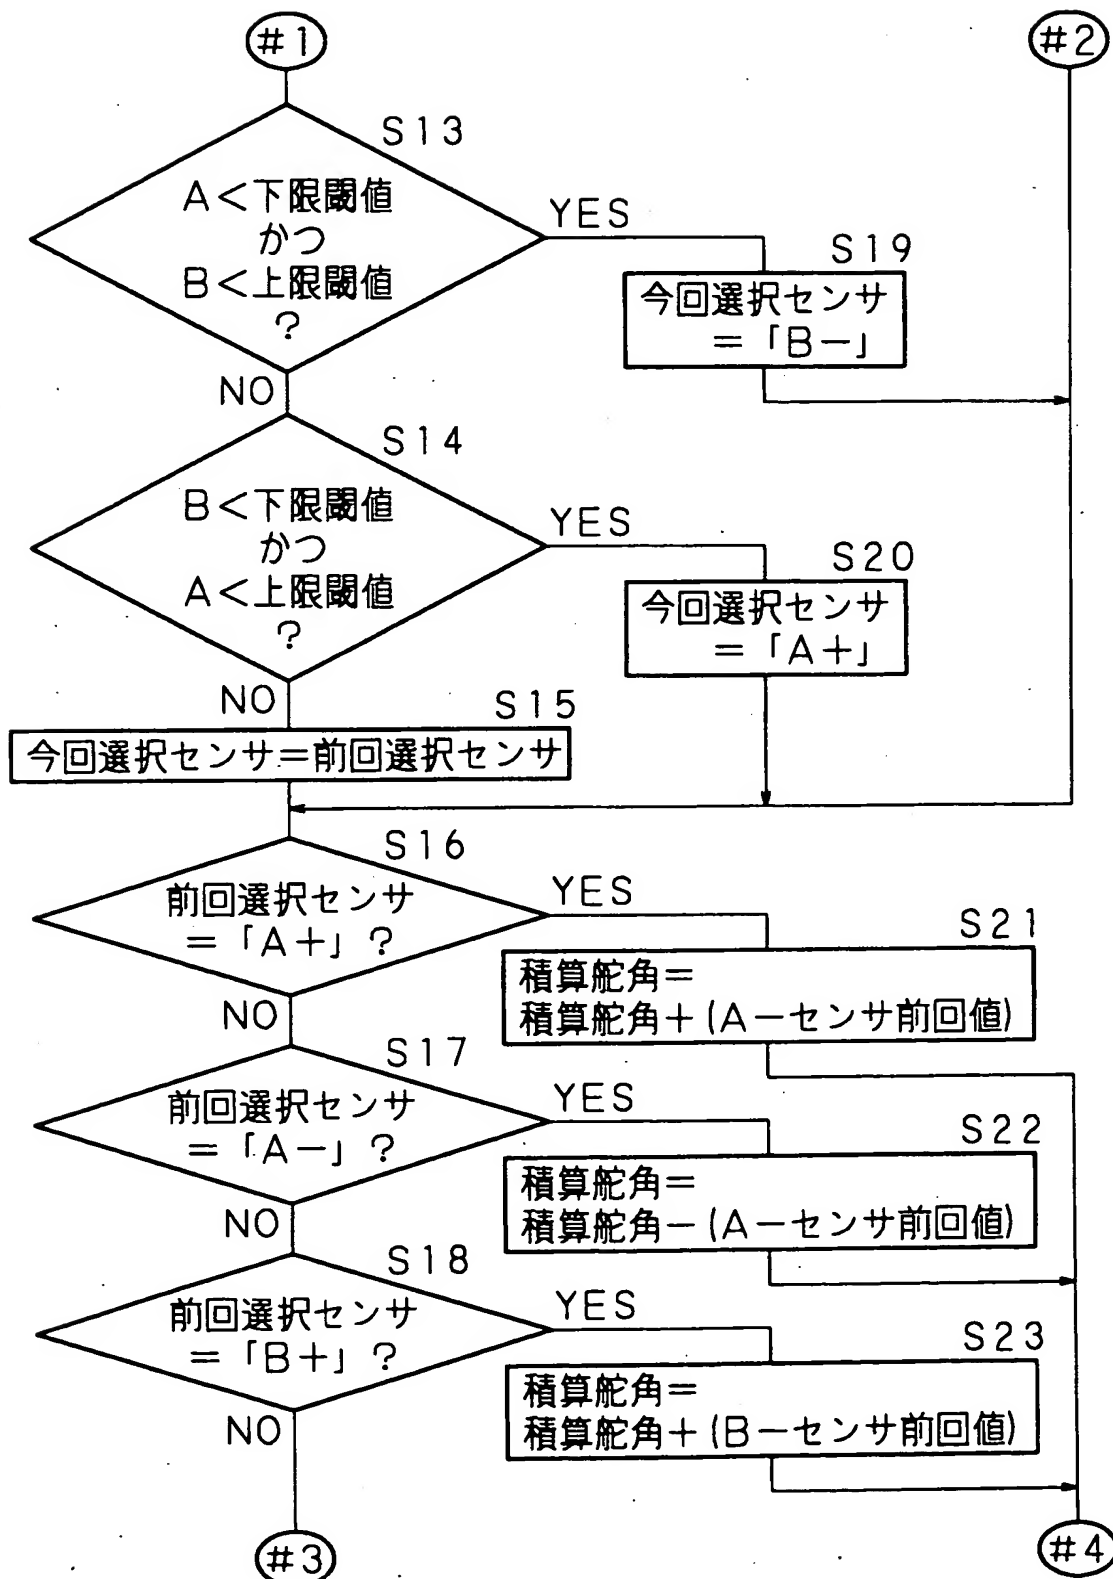 #1
#2
S13
A<下限閾値
かつ
B<上限閾値
?
YES
S19
今回選択センサ
=「B-」
NO
S14
B<下限閾値
かつ
A<上限閾値
?
YES
S20
今回選択センサ
=「A+」
NO
S15
今回選択センサ=前回選択センサ
S16
前回選択センサ
=「A+」?
YES
S21
積算舵角=
積算舵角+(A-センサ前回値)
NO
S17
前回選択センサ
=「A-」?
YES
S22
積算舵角=
積算舵角-(A-センサ前回値)
NO
S18
前回選択センサ
=「B+」?
YES
S23
積算舵角=
積算舵角+(B-センサ前回値)
NO
#3
#4